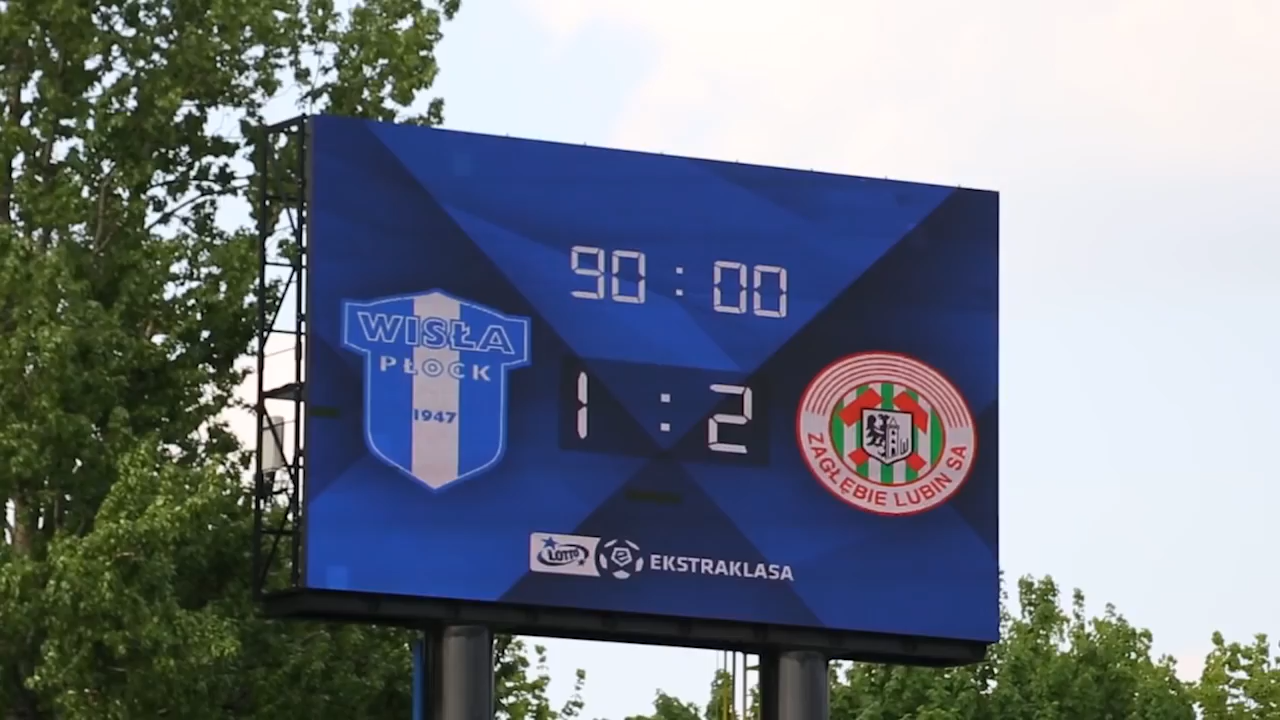 90 : 00
WISŁA
PŁOCK
1947
1 : 2
ZAGŁĘBIE LUBIN SA
LOTTO EKSTRAKLASA